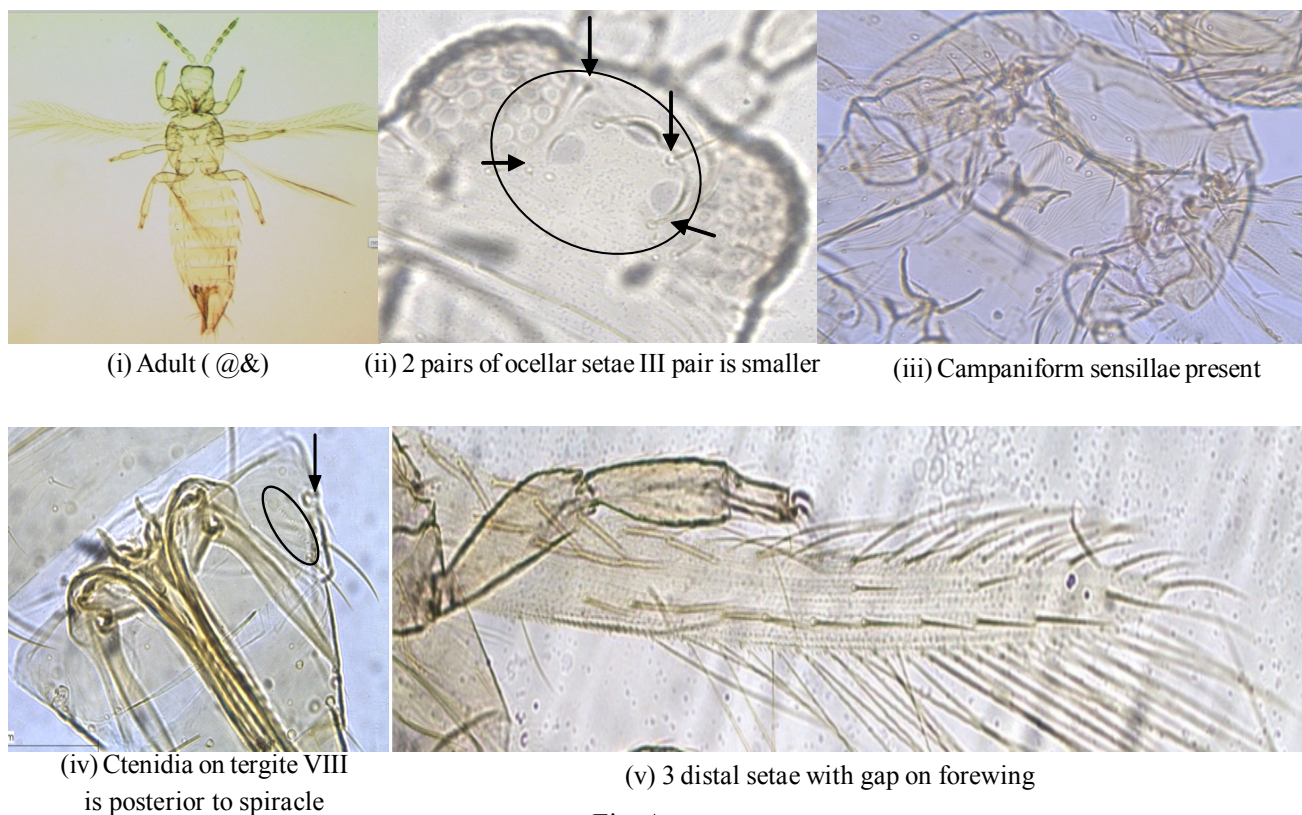 (i) Adult ( @&)
(ii) 2 pairs of ocellar setae III pair is smaller
(iii) Campaniform sensillae present
(iv) Ctenidia on tergite VIII
is posterior to spiracle
(v) 3 distal setae with gap on forewing